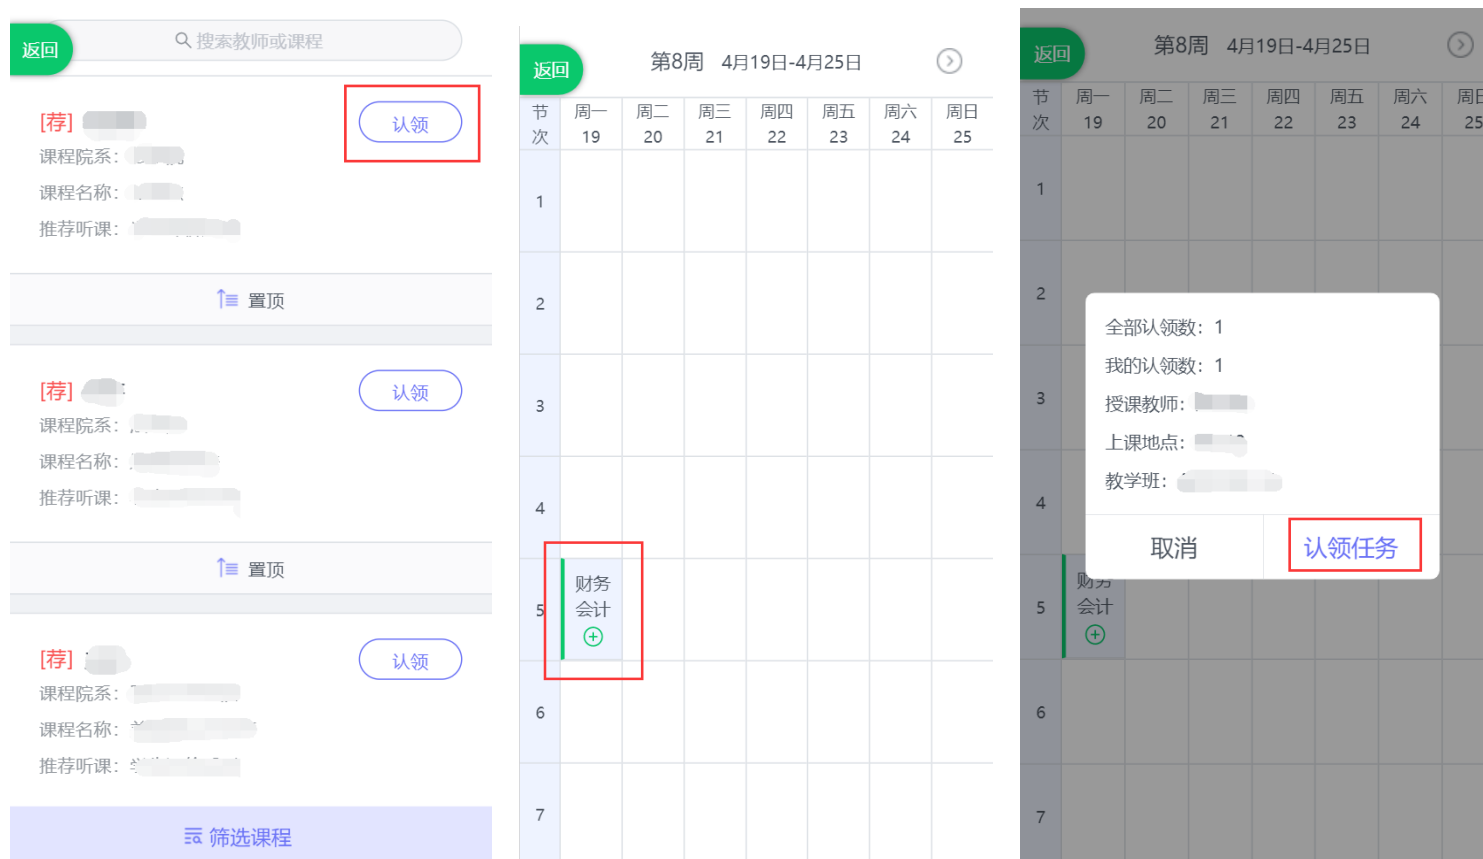 返回
搜索教师或课程
[荐]
认领
课程院系：
课程名称：
推荐听课：
置顶
[荐]
认领
课程院系：
课程名称：
推荐听课：
置顶
[荐]
认领
课程院系：
课程名称：
推荐听课：
筛选课程
返回
第8周 4月19日-4月25日
节次 周一 周二 周三 周四 周五 周六 周日
19 20 21 22 23 24 25
1
2
3
4
5
财务
会计
6
7
返回
第8周 4月19日-4月25日
节次 周一 周二 周三 周四 周五 周六 周日
19 20 21 22 23 24 25
1
2
全部认领数：1
我的认领数：1
3
授课教师：
上课地点：
教学班：
4
取消 认领任务
财务
5
会计
6
7